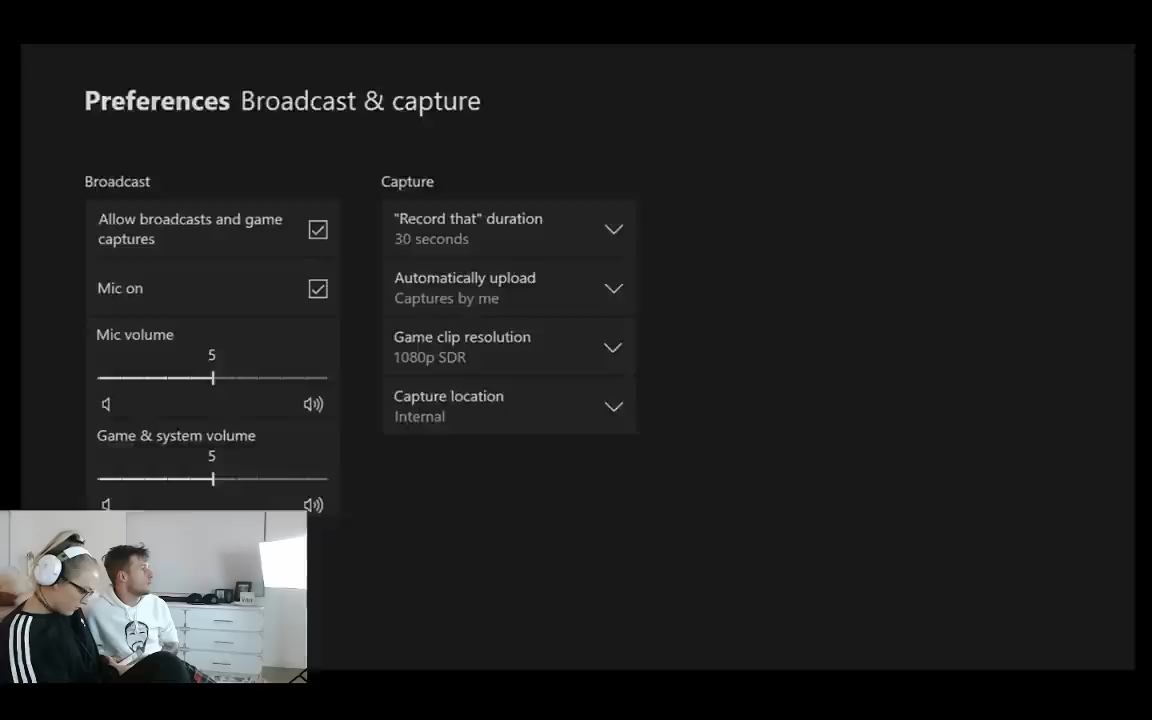 Preferences Broadcast & capture
Broadcast
Allow broadcasts and game
captures
Mic on
Mic volume
5
Game & system volume
5
Capture
"Record that" duration
30 seconds
Automatically upload
Captures by me
Game clip resolution
1080p SDR
Capture location
Internal